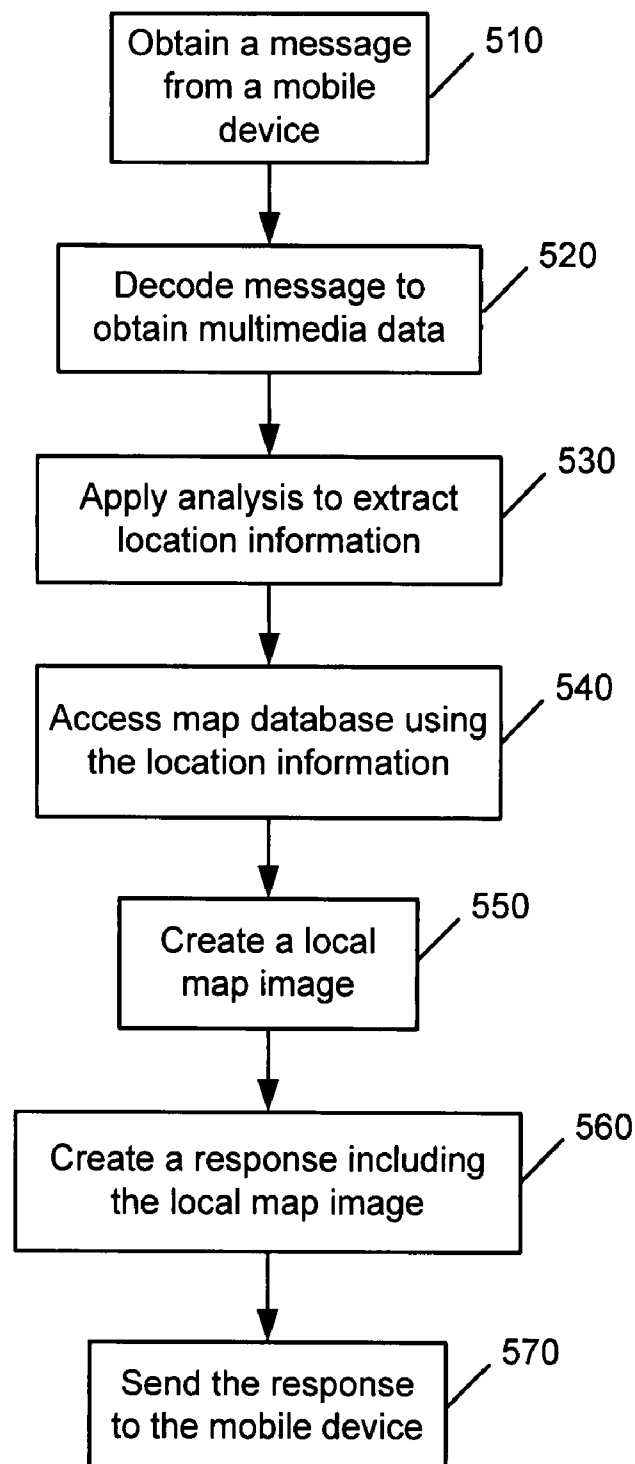 Obtain a message
from a mobile
device
510
Decode message to
obtain multimedia data
520
Apply analysis to extract
location information
530
Access map database using
the location information
540
Create a local
map image
550
Create a response including
the local map image
560
Send the response
to the mobile device
570